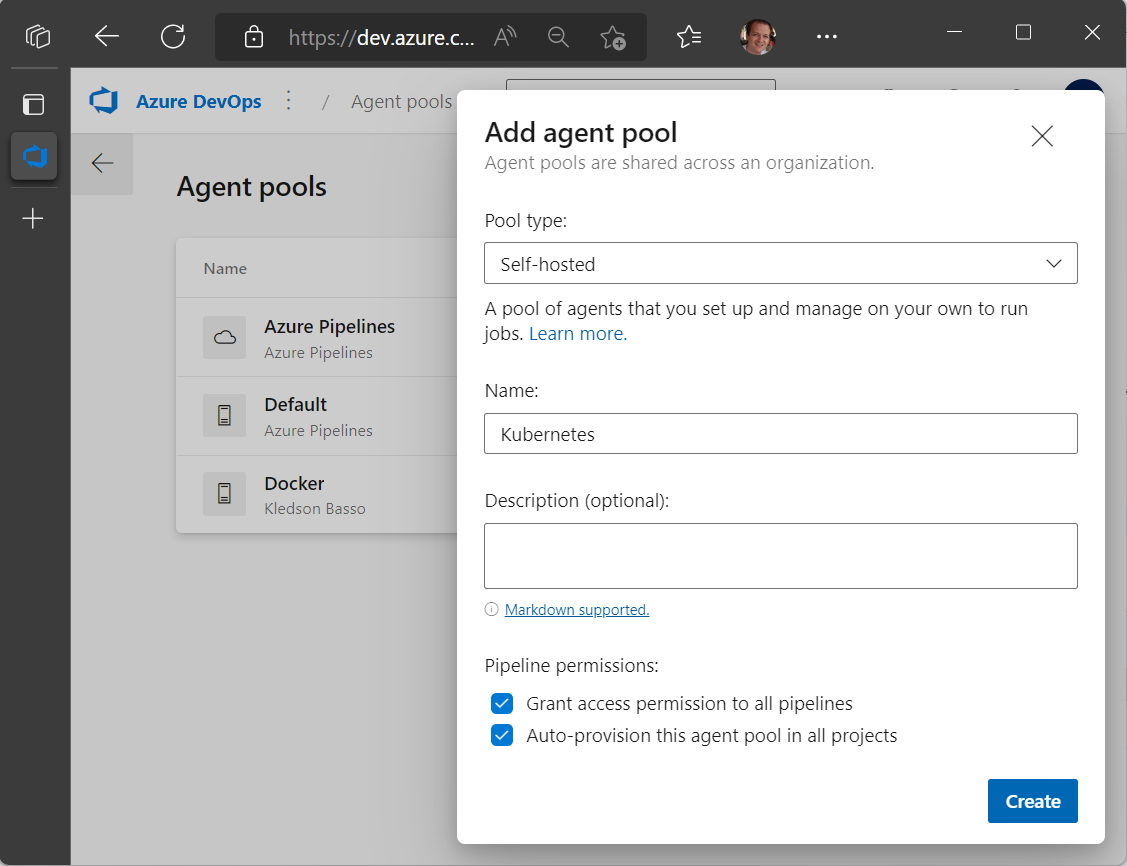 https://dev.azure.c...
Azure DevOps
/ Agent pools
Agent pools
Name
Azure Pipelines
Azure Pipelines
Default
Azure Pipelines
Docker
Kledson Basso
Add agent pool
Agent pools are shared across an organization.
Pool type:
Self-hosted
A pool of agents that you set up and manage on your own to run
jobs. Learn more.
Name:
Kubernetes
Description (optional):
Markdown supported.
Pipeline permissions:
Grant access permission to all pipelines
Auto-provision this agent pool in all projects
Create